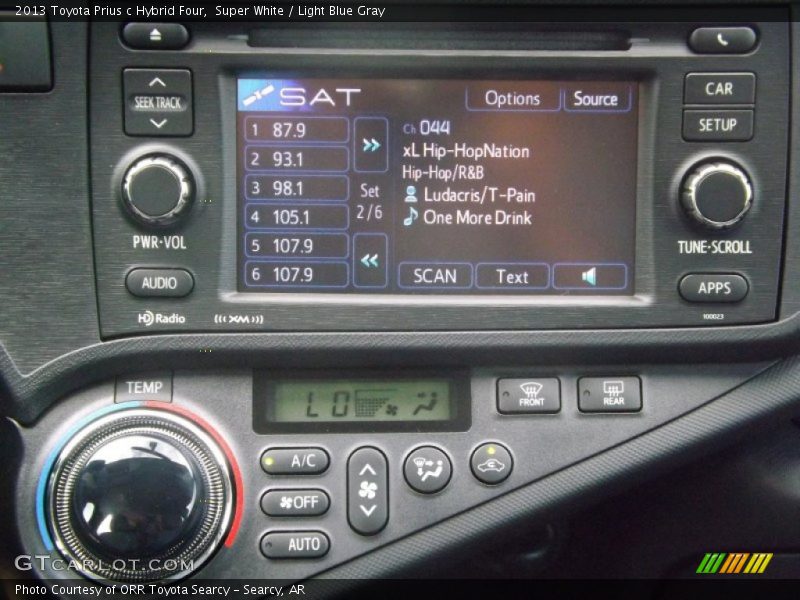 2013 Toyota Prius c Hybrid Four, Super White / Light Blue Gray
SEEK TRACK
PWR·VOL
AUDIO
HD Radio
(((XM)))
SAT
Options
Source
1 87.9
2 93.1
3 98.1
4 105.1
5 107.9
6 107.9
Set
2/6
Ch 044
xL Hip-HopNation
Hip-Hop/R&B
Ludacris/T-Pain
One More Drink
SCAN
Text
CAR
SETUP
TUNE·SCROLL
APPS
100023
TEMP
LO
FRONT
REAR
A/C
OFF
AUTO
GTCARLOT.COM
Photo Courtesy of ORR Toyota Searcy - Searcy, AR